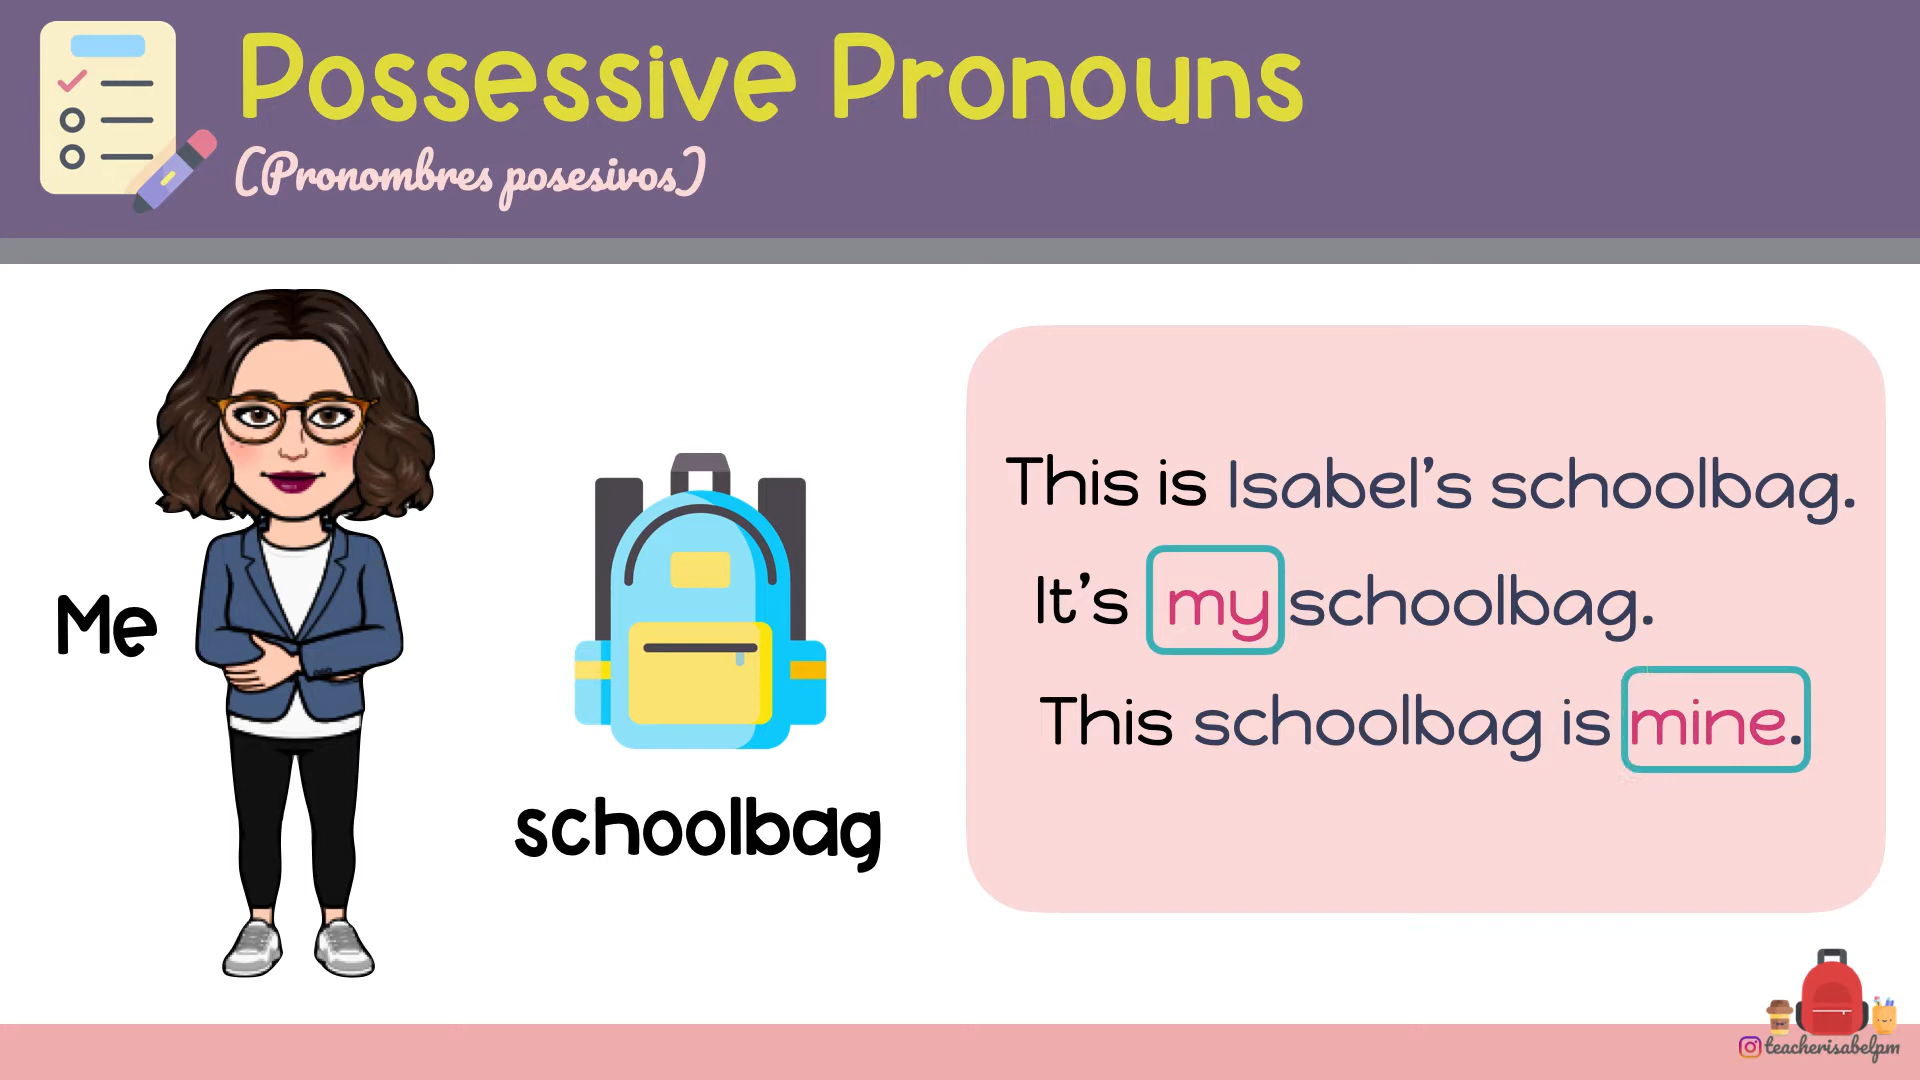 Possessive Pronouns
(Pronombres posesivos)
Me
schoolbag
This is Isabel’s schoolbag.
It’s my schoolbag.
This schoolbag is mine.
teacherisabelpm